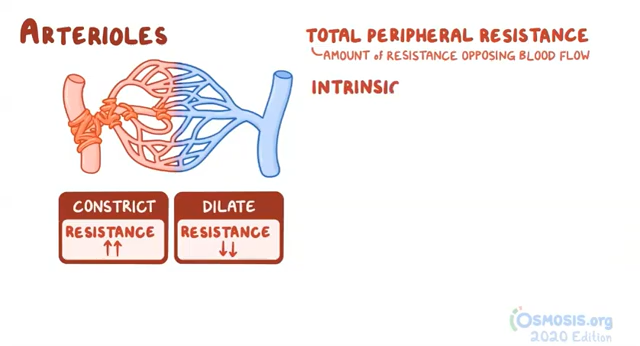 ARTERIOLES
TOTAL PERIPHERAL RESISTANCE
AMOUNT of RESISTANCE OPPOSING BLOOD FLOW
INTRINSIC
CONSTRICT
RESISTANCE
↑↑
DILATE
RESISTANCE
↓↓
OSMOSIS.org
2020 Edition